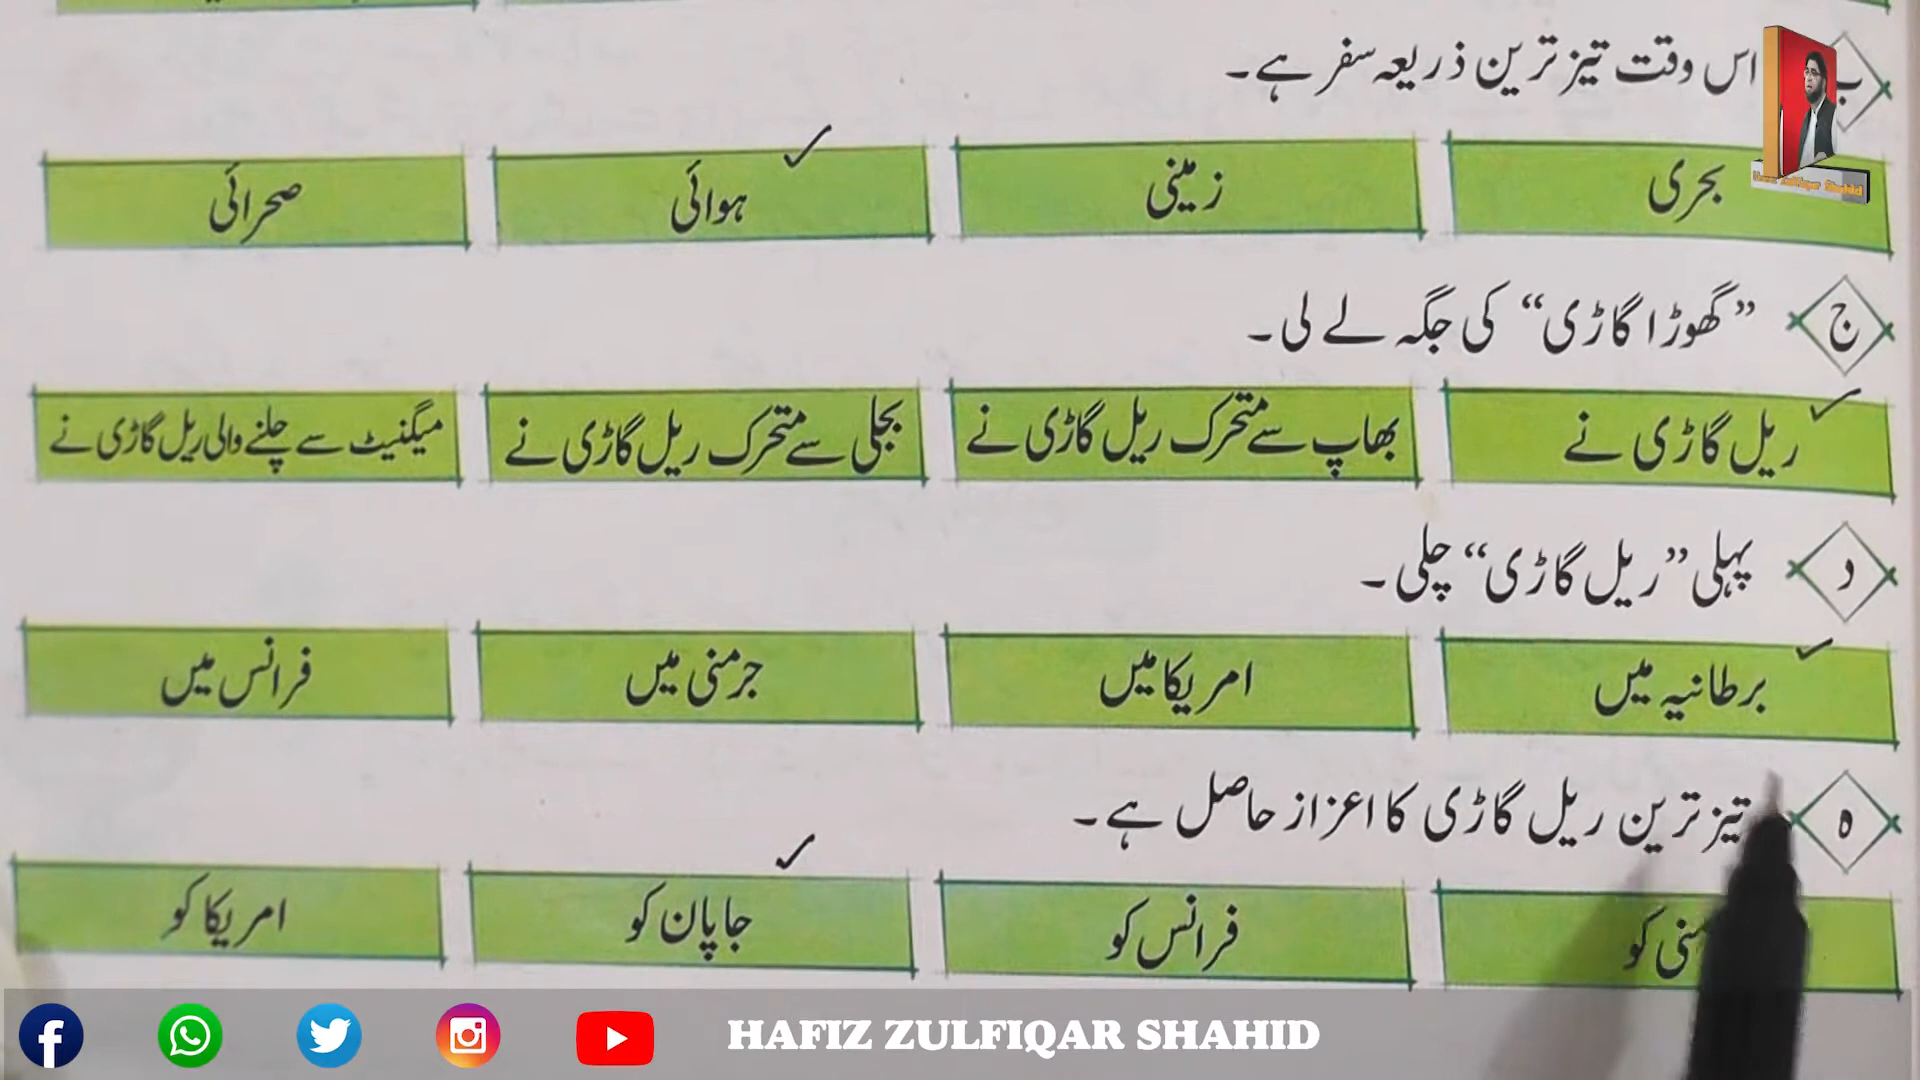 ب اس وقت تیز ترین ذریعہ سفر ہے۔
بحری زمینی ہوائی صحرائی
ج ”گھوڑا گاڑی“ کی جگہ لے لی۔
ریل گاڑی نے بھاپ سے متحرک ریل گاڑی نے بجلی سے متحرک ریل گاڑی نے میگنیٹ سے چلنے والی ریل گاڑی نے
د پہلی ”ریل گاڑی“ چلی۔
برطانیہ میں امریکا میں جرمنی میں فرانس میں
ہ تیز ترین ریل گاڑی کا اعزاز حاصل ہے۔
کو فرانس کو جاپان کو امریکا کو
HAFIZ ZULFIQAR SHAHID